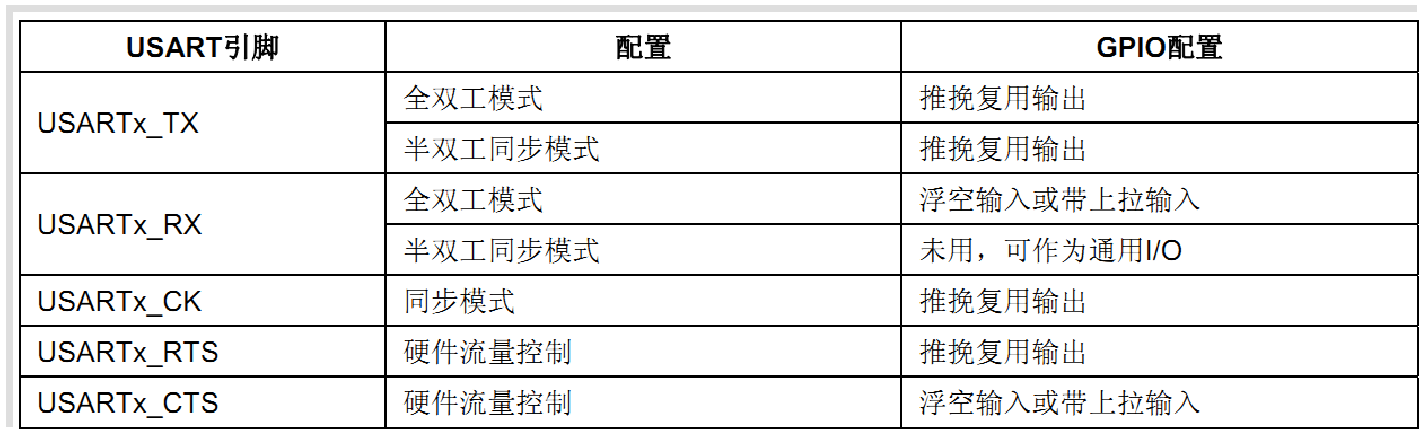 USART引脚 配置 GPIO配置
USARTx_TX 全双工模式 推挽复用输出
半双工同步模式 推挽复用输出
USARTx_RX 全双工模式 浮空输入或带上拉输入
半双工同步模式 未用，可作为通用I/O
USARTx_CK 同步模式 推挽复用输出
USARTx_RTS 硬件流量控制 推挽复用输出
USARTx_CTS 硬件流量控制 浮空输入或带上拉输入